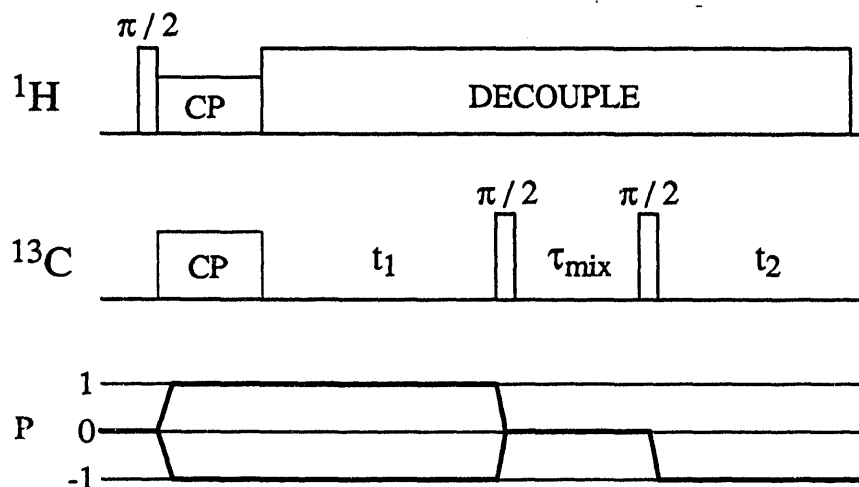 π/2
¹H CP DECOUPLE
π/2 π/2
¹³C CP t₁ τmix t₂
1
P 0
-1